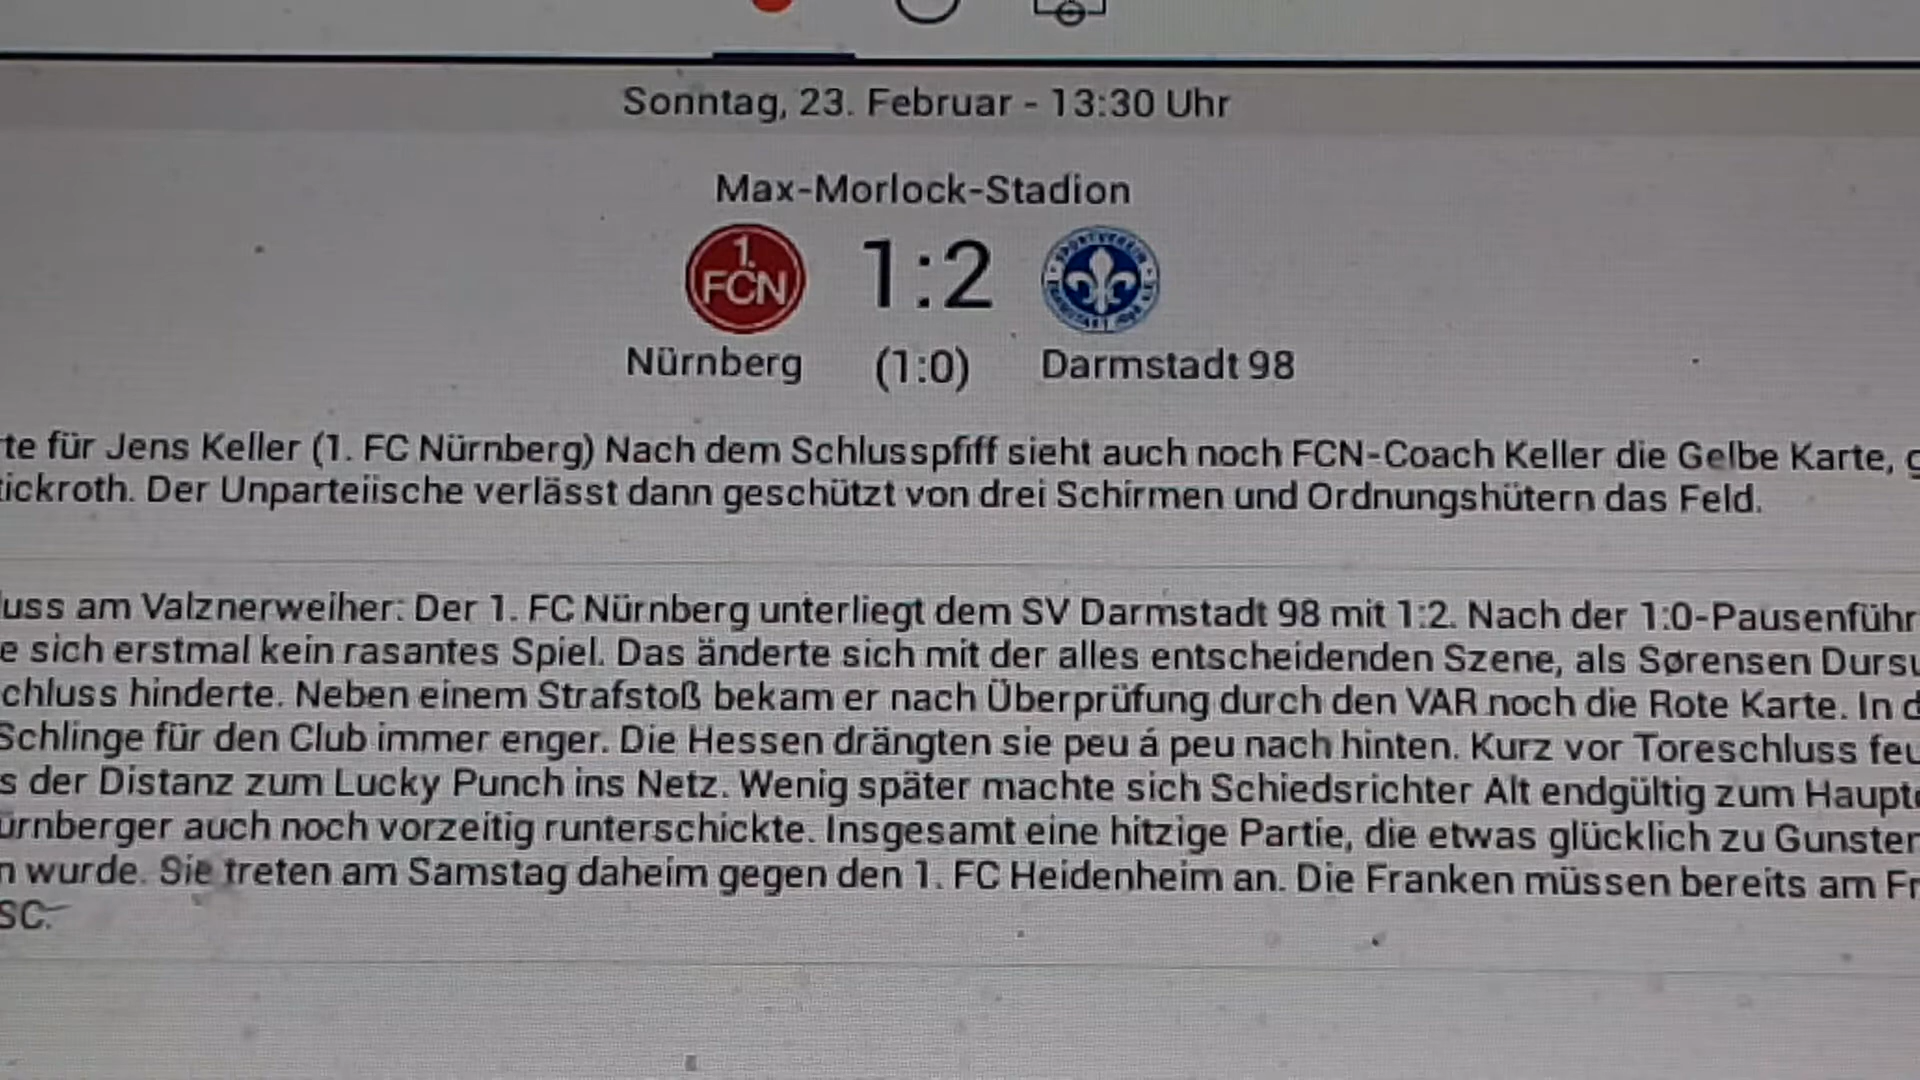 Sonntag, 23. Februar - 13:30 Uhr
Max-Morlock-Stadion
1. FCN 1:2
Nürnberg (1:0) Darmstadt 98
te für Jens Keller (1. FC Nürnberg) Nach dem Schlusspfiff sieht auch noch FCN-Coach Keller die Gelbe Karte, g
ickroth. Der Unparteiische verlässt dann geschützt von drei Schirmen und Ordnungshütern das Feld.
luss am Valznerweiher: Der 1. FC Nürnberg unterliegt dem SV Darmstadt 98 mit 1:2. Nach der 1:0-Pausenführ
e sich erstmal kein rasantes Spiel. Das änderte sich mit der alles entscheidenden Szene, als Sørensen Dursu
chluss hinderte. Neben einem Strafstoß bekam er nach Überprüfung durch den VAR noch die Rote Karte. In d
Schlinge für den Club immer enger. Die Hessen drängten sie peu á peu nach hinten. Kurz vor Toreschluss feu
s der Distanz zum Lucky Punch ins Netz. Wenig später machte sich Schiedsrichter Alt endgültig zum Haupt
ürnberger auch noch vorzeitig runterschickte. Insgesamt eine hitzige Partie, die etwas glücklich zu Gunsten
n wurde. Sie treten am Samstag daheim gegen den 1. FC Heidenheim an. Die Franken müssen bereits am Fr
SC.